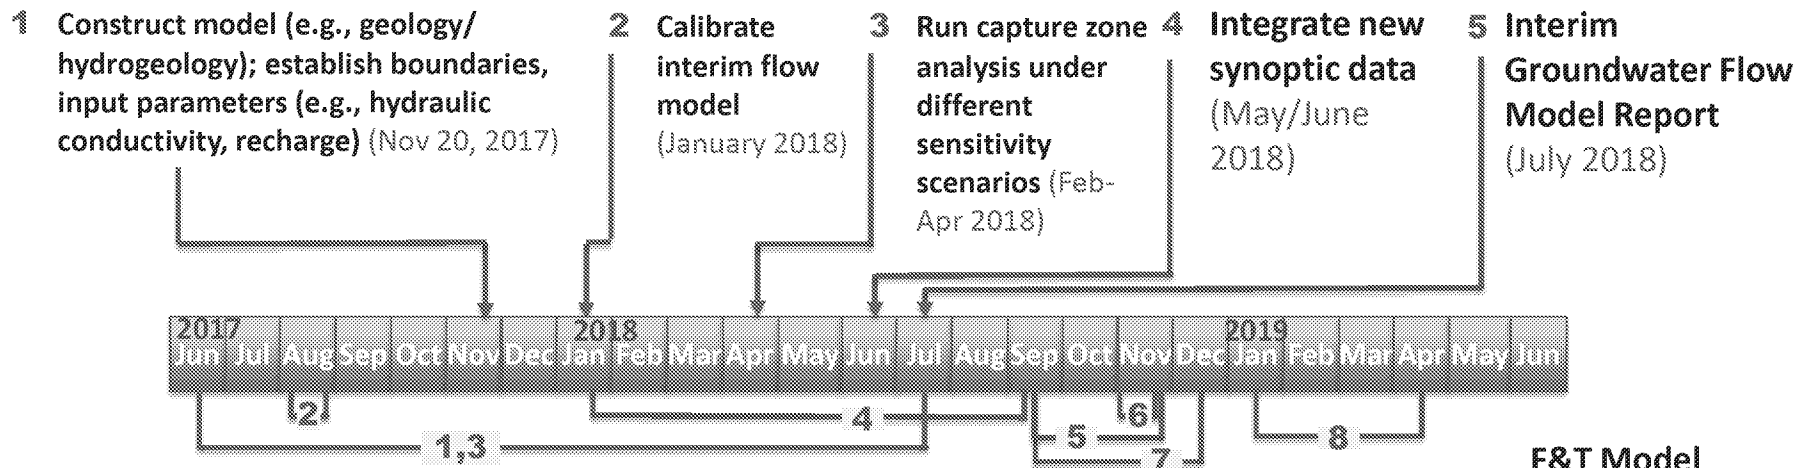 1 Construct model (e.g., geology/
hydrogeology); establish boundaries,
input parameters (e.g., hydraulic
conductivity, recharge) (Nov 20, 2017)
2 Calibrate
interim flow
model
(January 2018)
3 Run capture zone
analysis under
different
sensitivity
scenarios (Feb-
Apr 2018)
4 Integrate new
synoptic data
(May/June
2018)
5 Interim
Groundwater Flow
Model Report
(July 2018)
2017 2018 2019
Jun Jul Aug Sep Oct Nov Dec Jan Feb Mar Apr May Jun Jul Aug Sep Oct Nov Dec Jan Feb Mar Apr May Jun
2 4 6
1,3 5 8
7
F&T Model